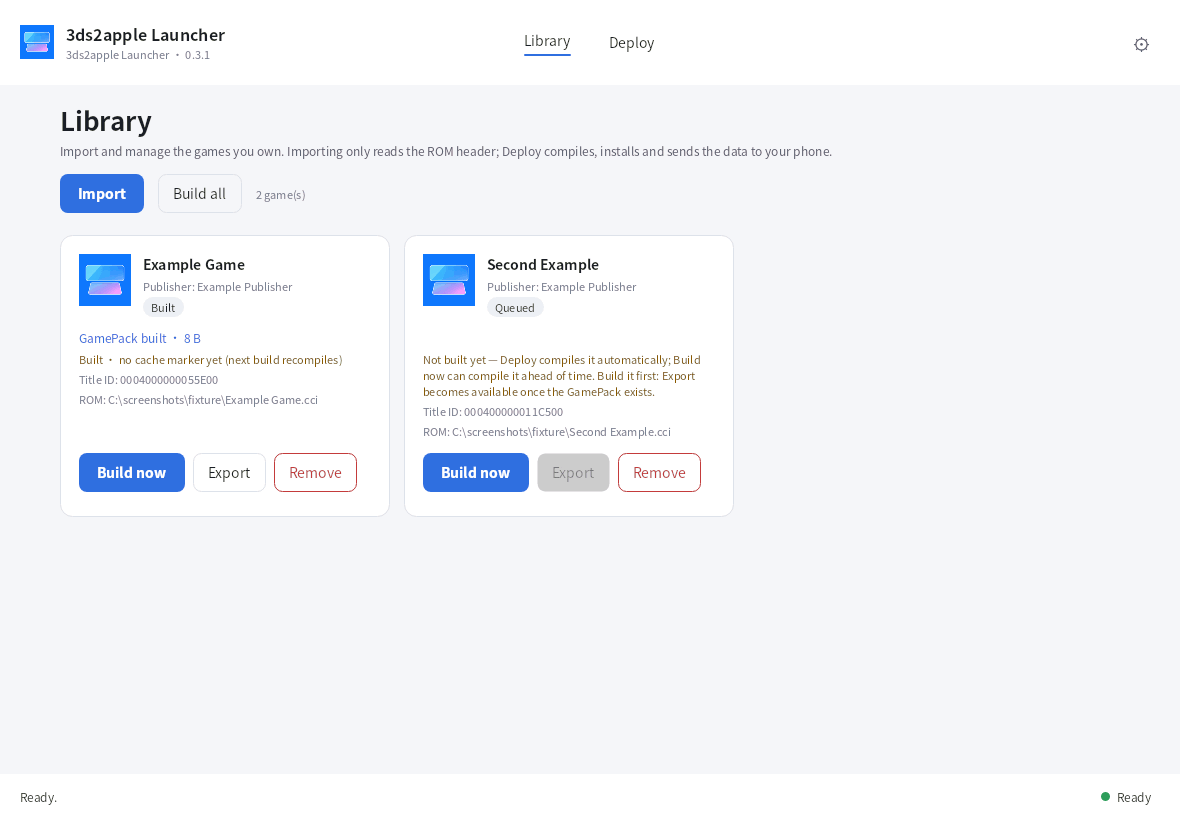 3ds2apple Launcher
3ds2apple Launcher • 0.3.1
Library
Deploy
Library
Import and manage the games you own. Importing only reads the ROM header; Deploy compiles, installs and sends the data to your phone.
Import
Build all
2 game(s)
Example Game
Publisher: Example Publisher
Built
GamePack built • 8 B
Built • no cache marker yet (next build recompiles)
Title ID: 0004000000055E00
ROM: C:\screenshots\fixture\Example Game.cci
Build now
Export
Remove
Second Example
Publisher: Example Publisher
Queued
Not built yet — Deploy compiles it automatically; Build
now can compile it ahead of time. Build it first: Export
becomes available once the GamePack exists.
Title ID: 000400000011C500
ROM: C:\screenshots\fixture\Second Example.cci
Build now
Export
Remove
Ready.
Ready